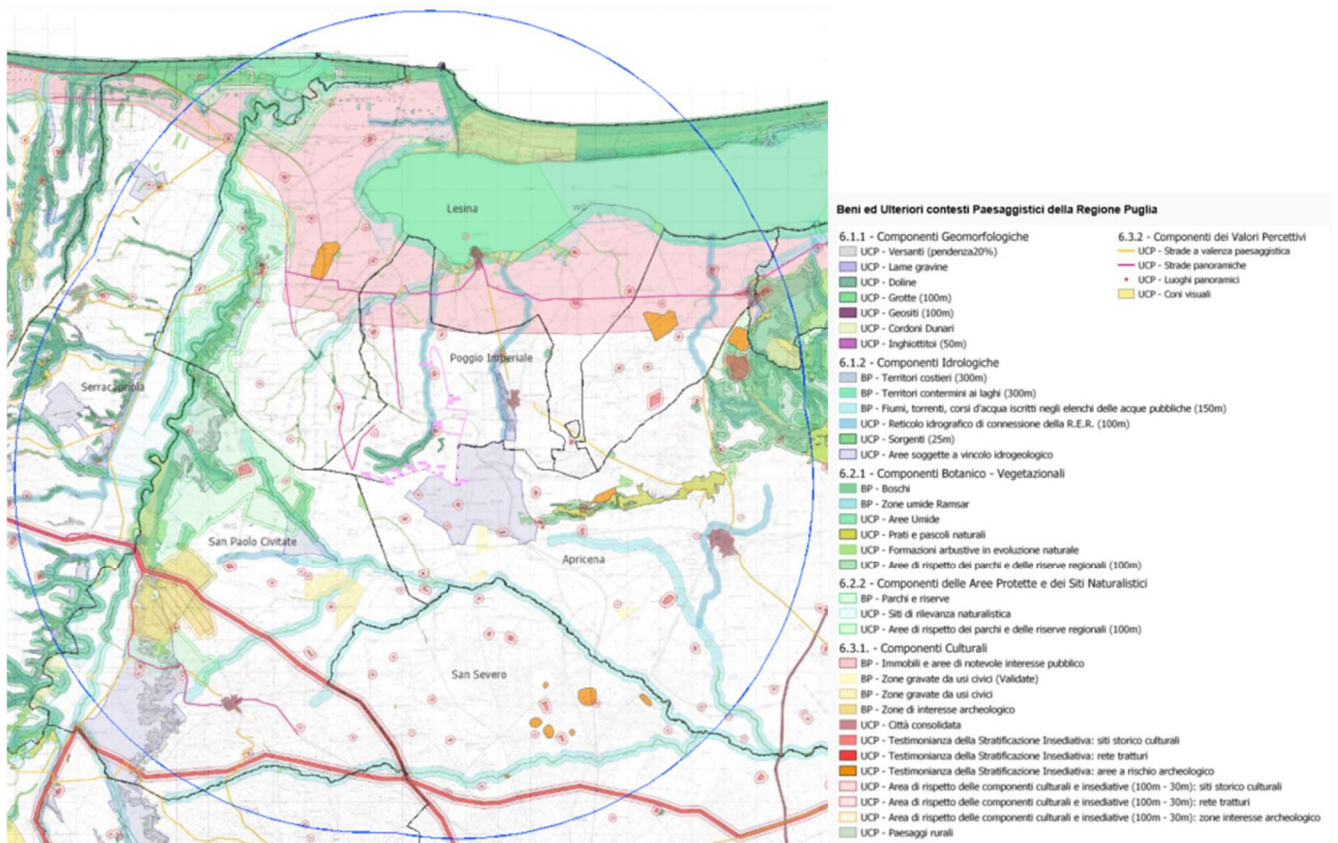 Lesina
WG
Poggio Imperiale
Serracapriola
WG
San Paolo Civitate
Apricena
San Severo
Beni ed Ulteriori contesti Paesaggistici della Regione Puglia
6.1.1 - Componenti Geomorfologiche
UCP - Versanti (pendenza20%)
UCP - Lame gravine
UCP - Doline
UCP - Grotte (100m)
UCP - Geositi (100m)
UCP - Cordoni Dunari
UCP - Inghiottitoi (50m)
6.1.2 - Componenti Idrologiche
BP - Territori costieri (300m)
BP - Territori contermini ai laghi (300m)
BP - Fiumi, torrenti, corsi d'acqua iscritti negli elenchi delle acque pubbliche (150m)
UCP - Reticolo idrografico di connessione della R.E.R. (100m)
UCP - Sorgenti (25m)
UCP - Aree soggette a vincolo idrogeologico
6.2.1 - Componenti Botanico - Vegetazionali
BP - Boschi
BP - Zone umide Ramsar
UCP - Aree Umide
UCP - Prati e pascoli naturali
UCP - Formazioni arbustive in evoluzione naturale
UCP - Aree di rispetto dei parchi e delle riserve regionali (100m)
6.2.2 - Componenti delle Aree Protette e dei Siti Naturalistici
BP - Parchi e riserve
UCP - Siti di rilevanza naturalistica
UCP - Aree di rispetto dei parchi e delle riserve regionali (100m)
6.3.1. - Componenti Culturali
BP - Immobili e aree di notevole interesse pubblico
BP - Zone gravate da usi civici (Validate)
BP - Zone gravate da usi civici
BP - Zone di interesse archeologico
UCP - Città consolidata
UCP - Testimonianza della Stratificazione Insediativa: siti storico culturali
UCP - Testimonianza della Stratificazione Insediativa: rete tratturi
UCP - Testimonianza della Stratificazione Insediativa: aree a rischio archeologico
UCP - Area di rispetto delle componenti culturali e insediative (100m - 30m): siti storico culturali
UCP - Area di rispetto delle componenti culturali e insediative (100m - 30m): rete tratturi
UCP - Area di rispetto delle componenti culturali e insediative (100m - 30m): zone interesse archeologico
UCP - Paesaggi rurali
6.3.2 - Componenti dei Valori Percettivi
UCP - Strade a valenza paesaggistica
UCP - Strade panoramiche
UCP - Luoghi panoramici
UCP - Coni visuali